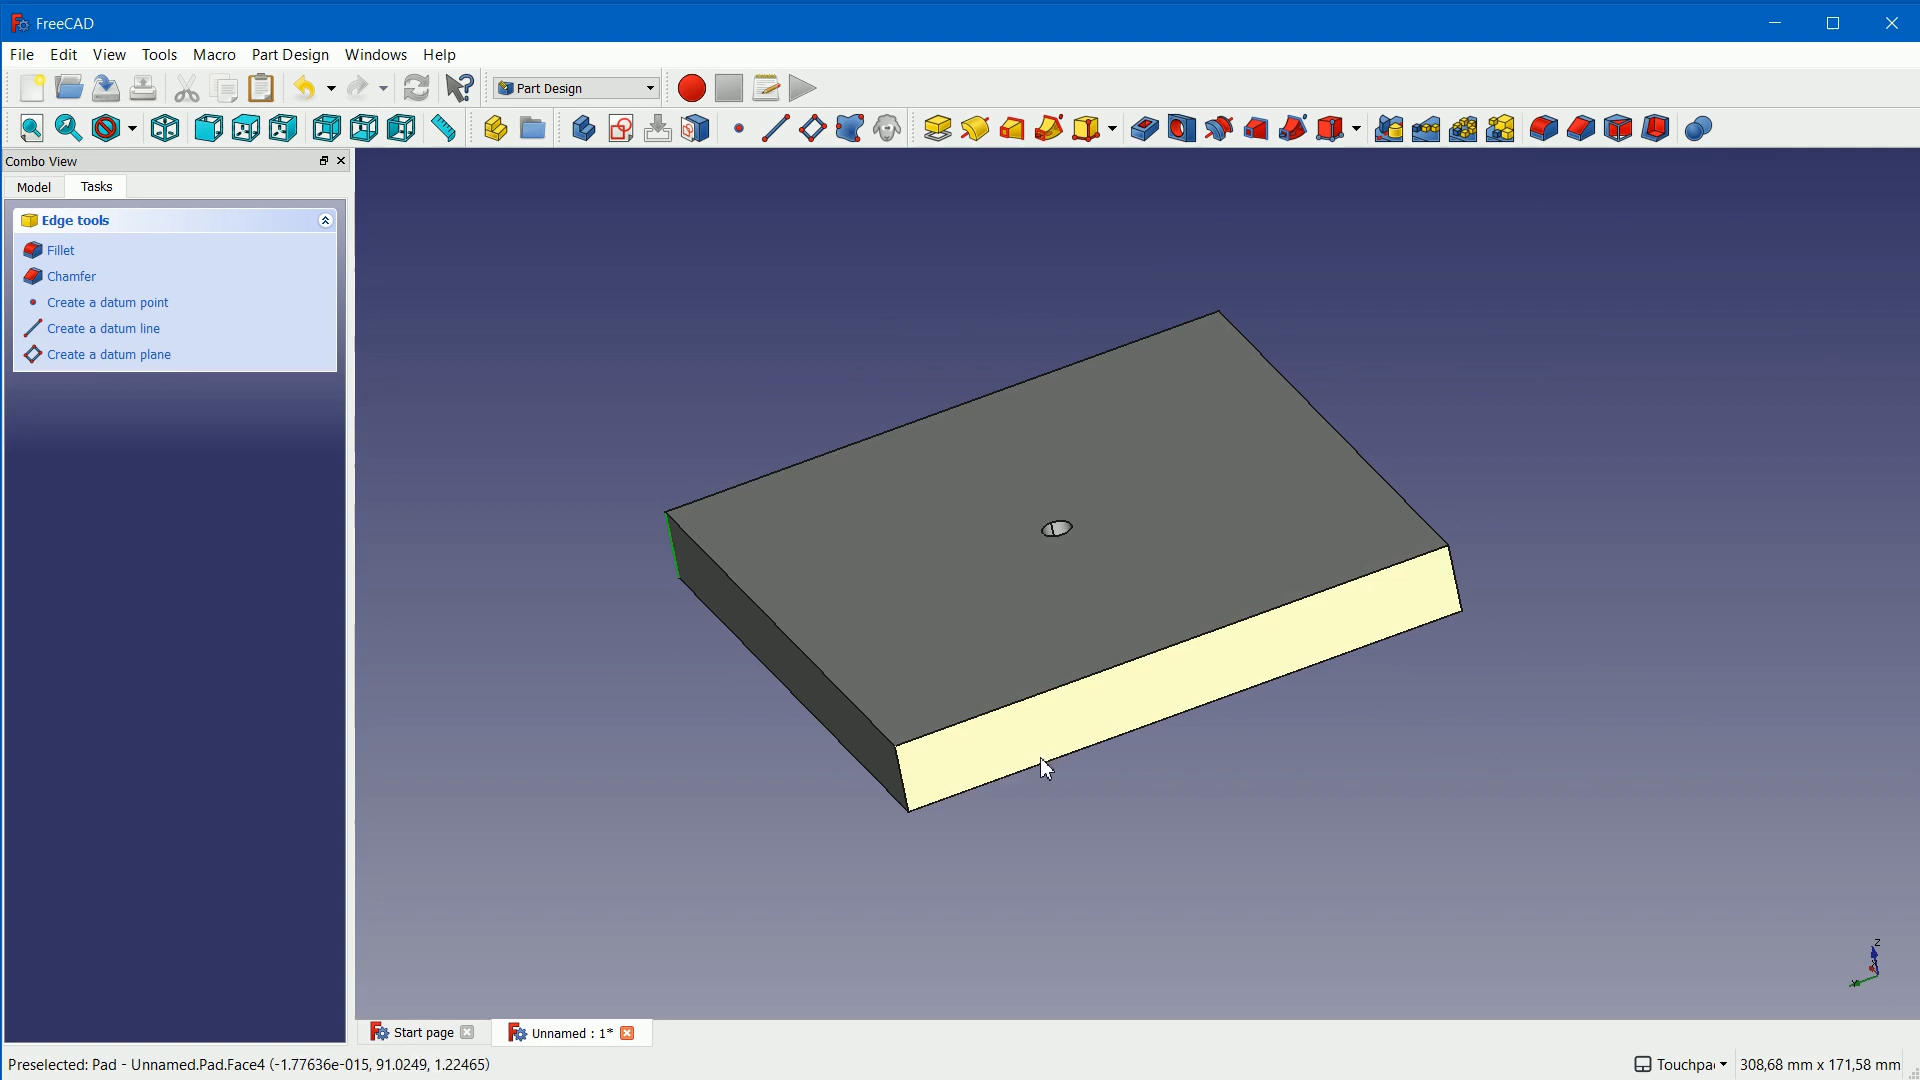 FreeCAD
File Edit View Tools Macro Part Design Windows Help
Part Design
Combo View
Model Tasks
Edge tools
Fillet
Chamfer
Create a datum point
Create a datum line
Create a datum plane
Z
Y
Start page Unnamed : 1*
Preselected: Pad - Unnamed.Pad.Face4 (-1.77636e-015, 91.0249, 1.22465) Touchpa 308,68 mm x 171,58 mm